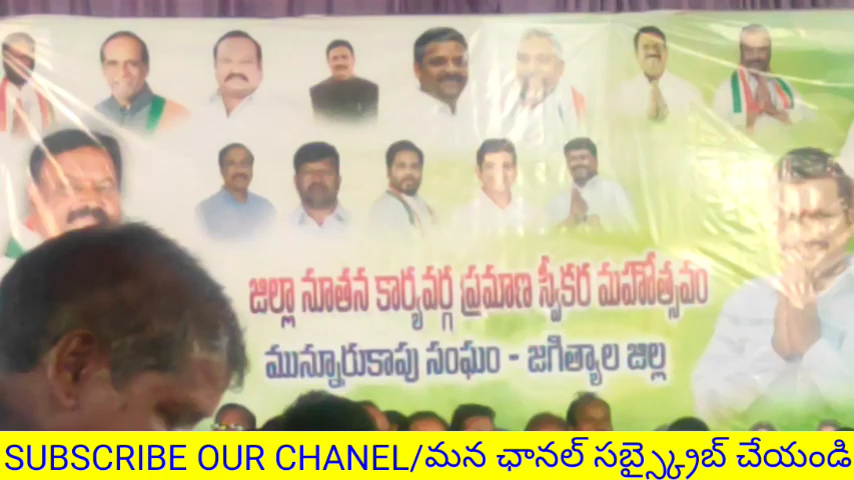 జిల్లా నూతన కార్యవర్గ ప్రమాణ స్వీకర మహోత్సవం
మున్నూరుకాపు సంఘం - జగిత్యాల జిల్ల
SUBSCRIBE OUR CHANEL/మన ఛానల్ సబ్స్క్రైబ్ చేయండి